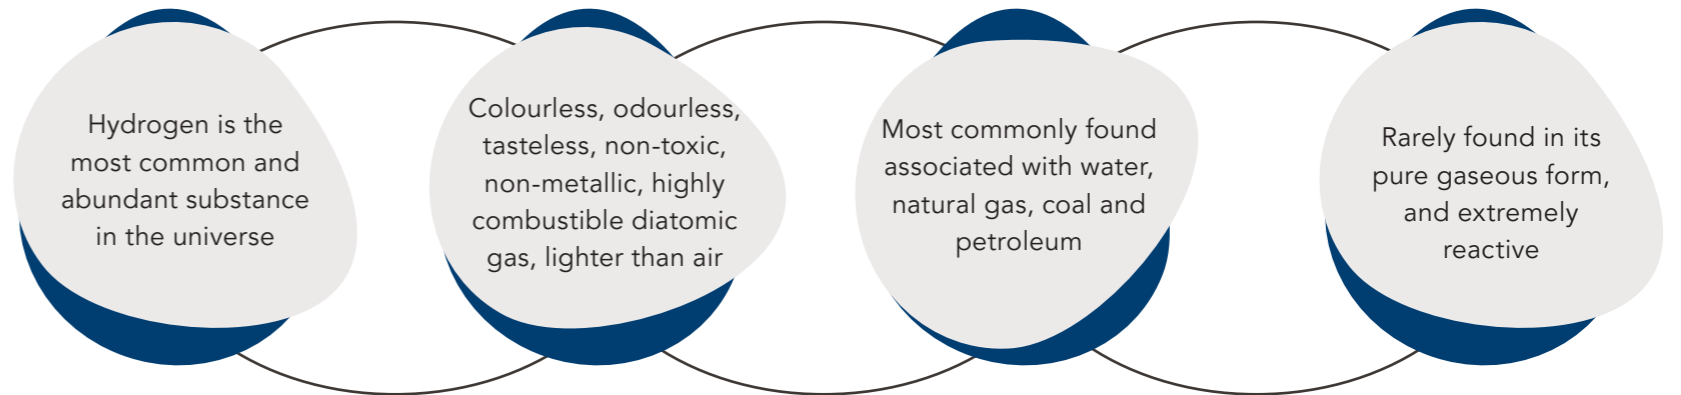 Hydrogen is the
most common and
abundant substance
in the universe
Colourless, odourless,
tasteless, non-toxic,
non-metallic, highly
combustible diatomic
gas, lighter than air
Most commonly found
associated with water,
natural gas, coal and
petroleum
Rarely found in its
pure gaseous form,
and extremely
reactive